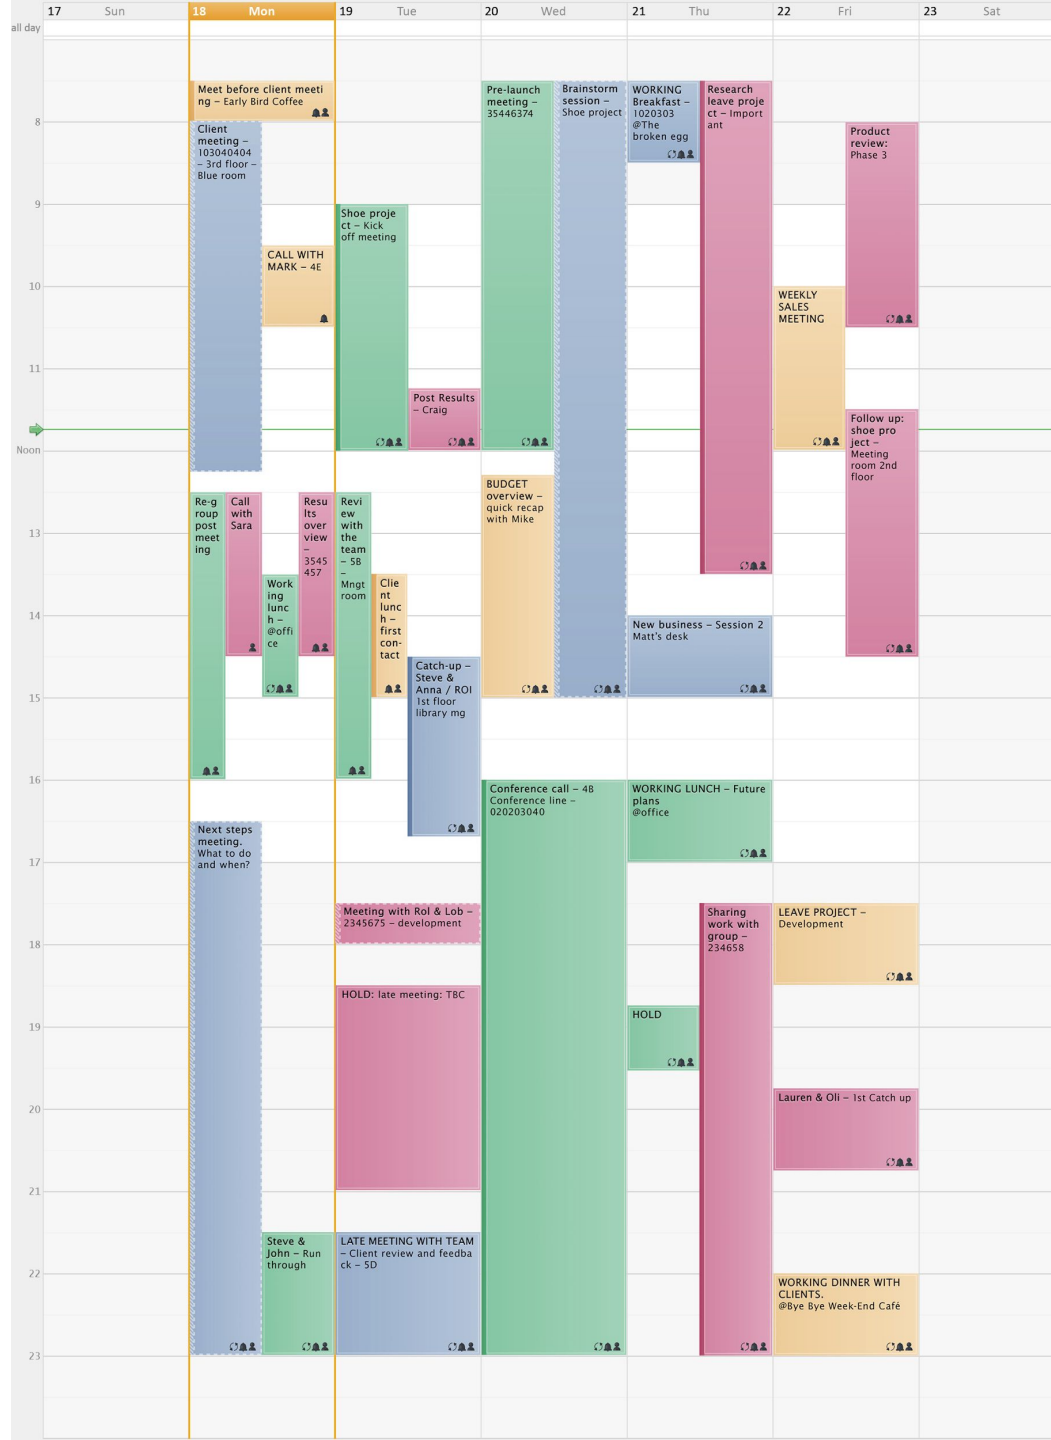 17 Sun
18 Mon
19 Tue
20 Wed
21 Thu
22 Fri
23 Sat
all day
8
9
10
11
Noon
13
14
15
16
17
18
19
20
21
22
23
Meet before client meeti
ng – Early Bird Coffee
Client
meeting –
103040404
– 3rd floor –
Blue room
CALL WITH
MARK – 4E
Re-g
roup
post
meet
ing
Call
with
Sara
Work
ing
lunc
h –
@offi
ce
Resu
lts
over
view
–
3545
457
Next steps
meeting.
What to do
and when?
Steve &
John – Run
through
Shoe proje
ct – Kick
off meeting
Post Results
– Craig
Revi
ew
with
the
team
– 5B
–
Mngt
room
Clie
nt
lunc
h –
first
con-
tact
Catch-up –
Steve &
Anna / ROI
1st floor
library mg
Meeting with Rol & Lob –
2345675 – development
HOLD: late meeting: TBC
LATE MEETING WITH TEAM
– Client review and feedba
ck – 5D
Pre-launch
meeting –
35446374
Brainstorm
session –
Shoe project
BUDGET
overview –
quick recap
with Mike
Conference call – 4B
Conference line –
020203040
WORKING
Breakfast –
1020303
@The
broken egg
Research
leave proje
ct – Import
ant
New business – Session 2
Matt's desk
WORKING LUNCH – Future
plans
@office
Sharing
work with
group –
234658
HOLD
Product
review:
Phase 3
WEEKLY
SALES
MEETING
Follow up:
shoe pro
ject –
Meeting
room 2nd
floor
LEAVE PROJECT –
Development
Lauren & Oli – 1st Catch up
WORKING DINNER WITH
CLIENTS.
@Bye Bye Week-End Café